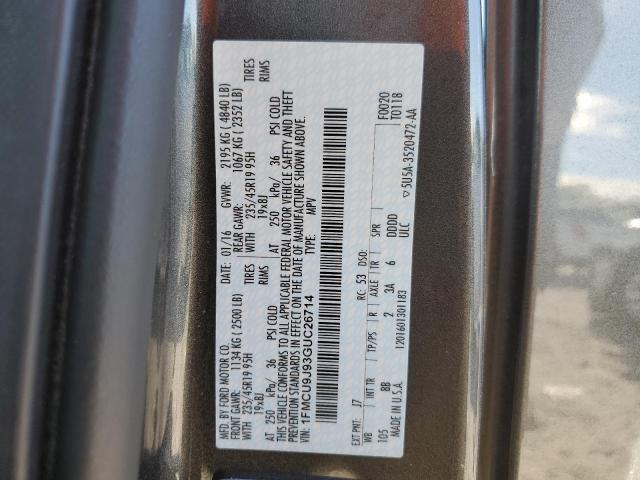 MFD. BY FORD MOTOR CO.
DATE: 01/16 GVWR: 2195 KG ( 4840 LB)
FRONT GAWR: 1134 KG ( 2500 LB) REAR GAWR: 1067 KG ( 2352 LB)
WITH 235/45R19 95H TIRES WITH 235/45R19 95H TIRES
19x8J RIMS 19x8J RIMS
AT 250 kPa/ 36 PSI COLD AT 250 kPa/ 36 PSI COLD
THIS VEHICLE CONFORMS TO ALL APPLICABLE FEDERAL MOTOR VEHICLE SAFETY AND THEFT
PREVENTION STANDARDS IN EFFECT ON THE DATE OF MANUFACTURE SHOWN ABOVE.
VIN: 1FMCU9J93GUC26714 TYPE: MPV
F0020
T0118
EXT PNT: J7 RC: 53 DSO:
WB INT TR TP/PS R AXLE TR SPR
105 8B 2 3A 6 DDDD
ULC
MADE IN U.S.A. 1201601301183
▽5U5A-3520472-AA